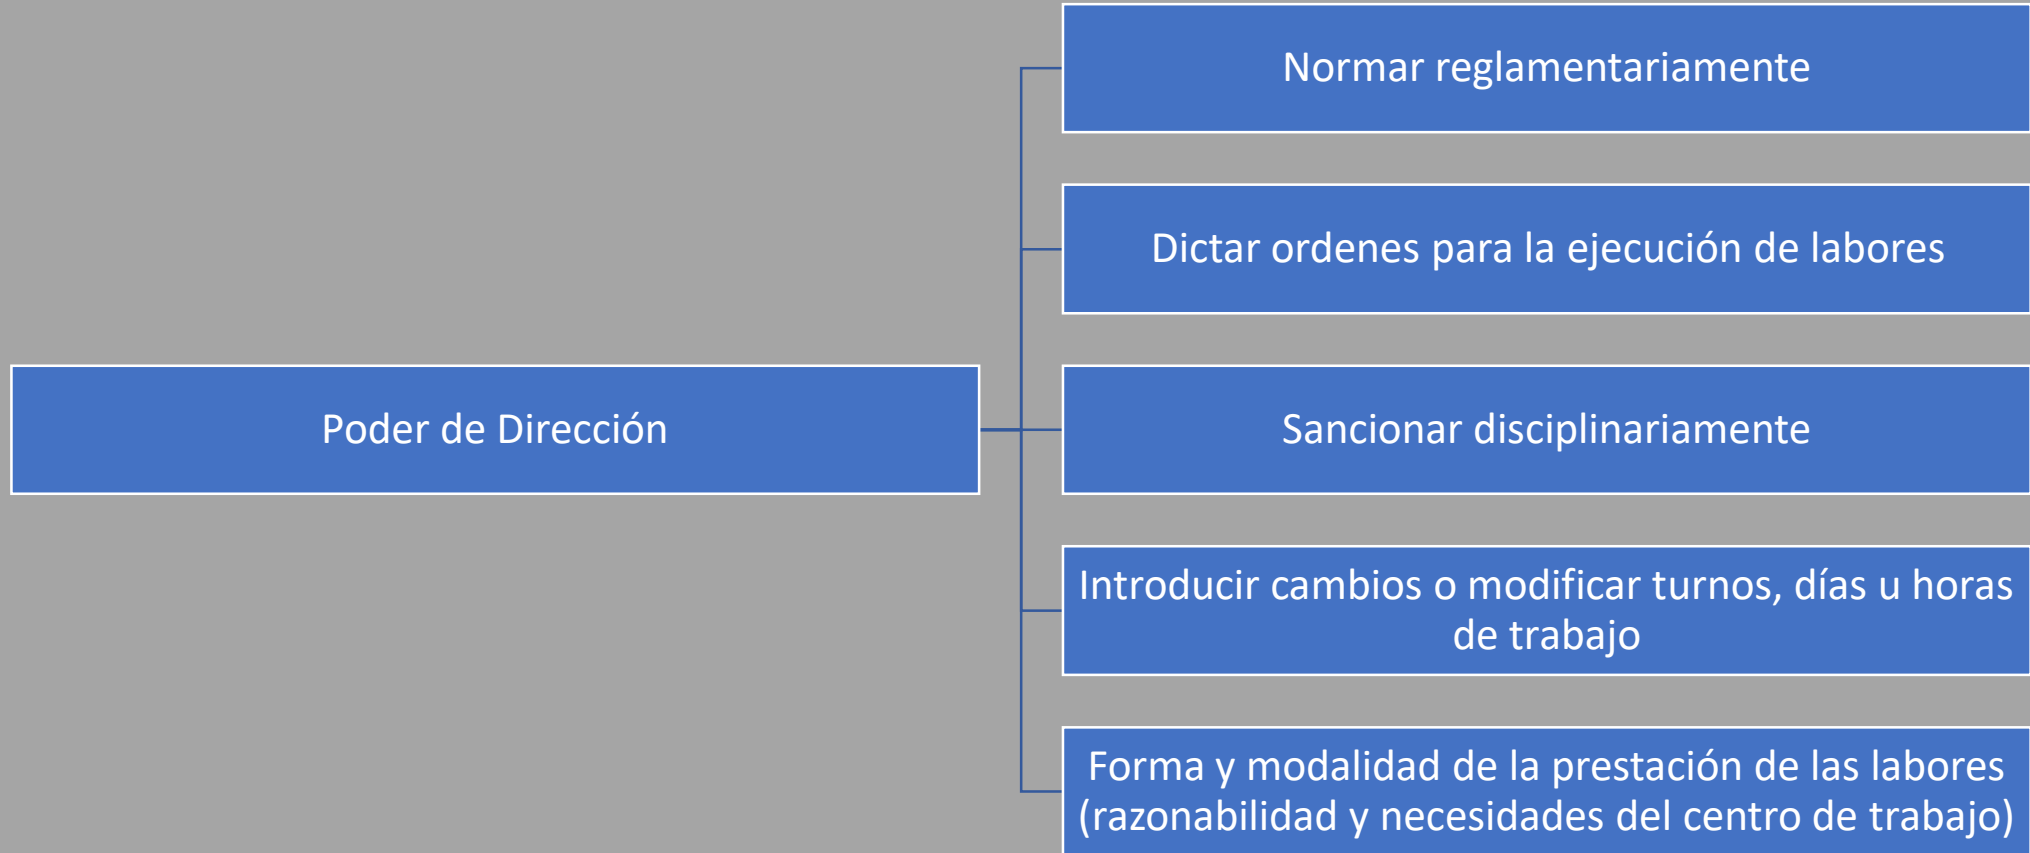 Normar reglamentariamente
Dictar ordenes para la ejecución de labores
Poder de Dirección
Sancionar disciplinariamente
Introducir cambios o modificar turnos, días u horas
de trabajo
Forma y modalidad de la prestación de las labores
(razonabilidad y necesidades del centro de trabajo)